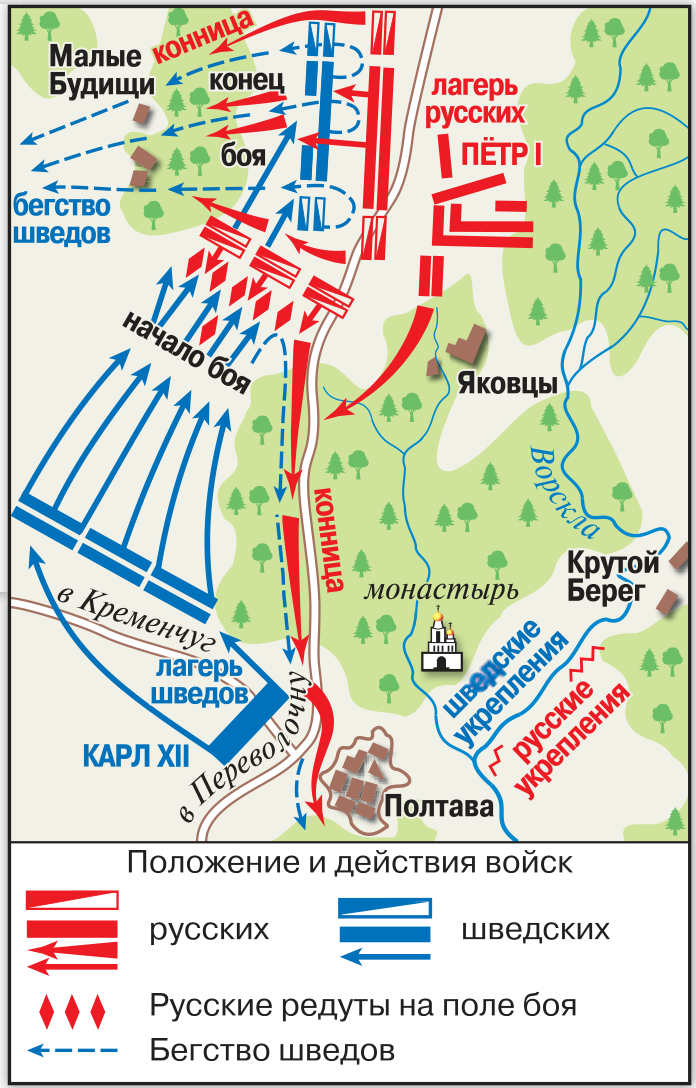 Малые
Будищи
конница
конец
боя
бегство
шведов
лагерь
русских
ПЁТР I
начало боя
Яковцы
Ворскла
конница
Крутой
Берег
монастырь
в Кременчуг
лагерь
шведов
КАРЛ XII
в Переволочну
шведские
укрепления
русские
укрепления
Полтава
Положение и действия войск
русских
шведских
Русские редуты на поле боя
Бегство шведов